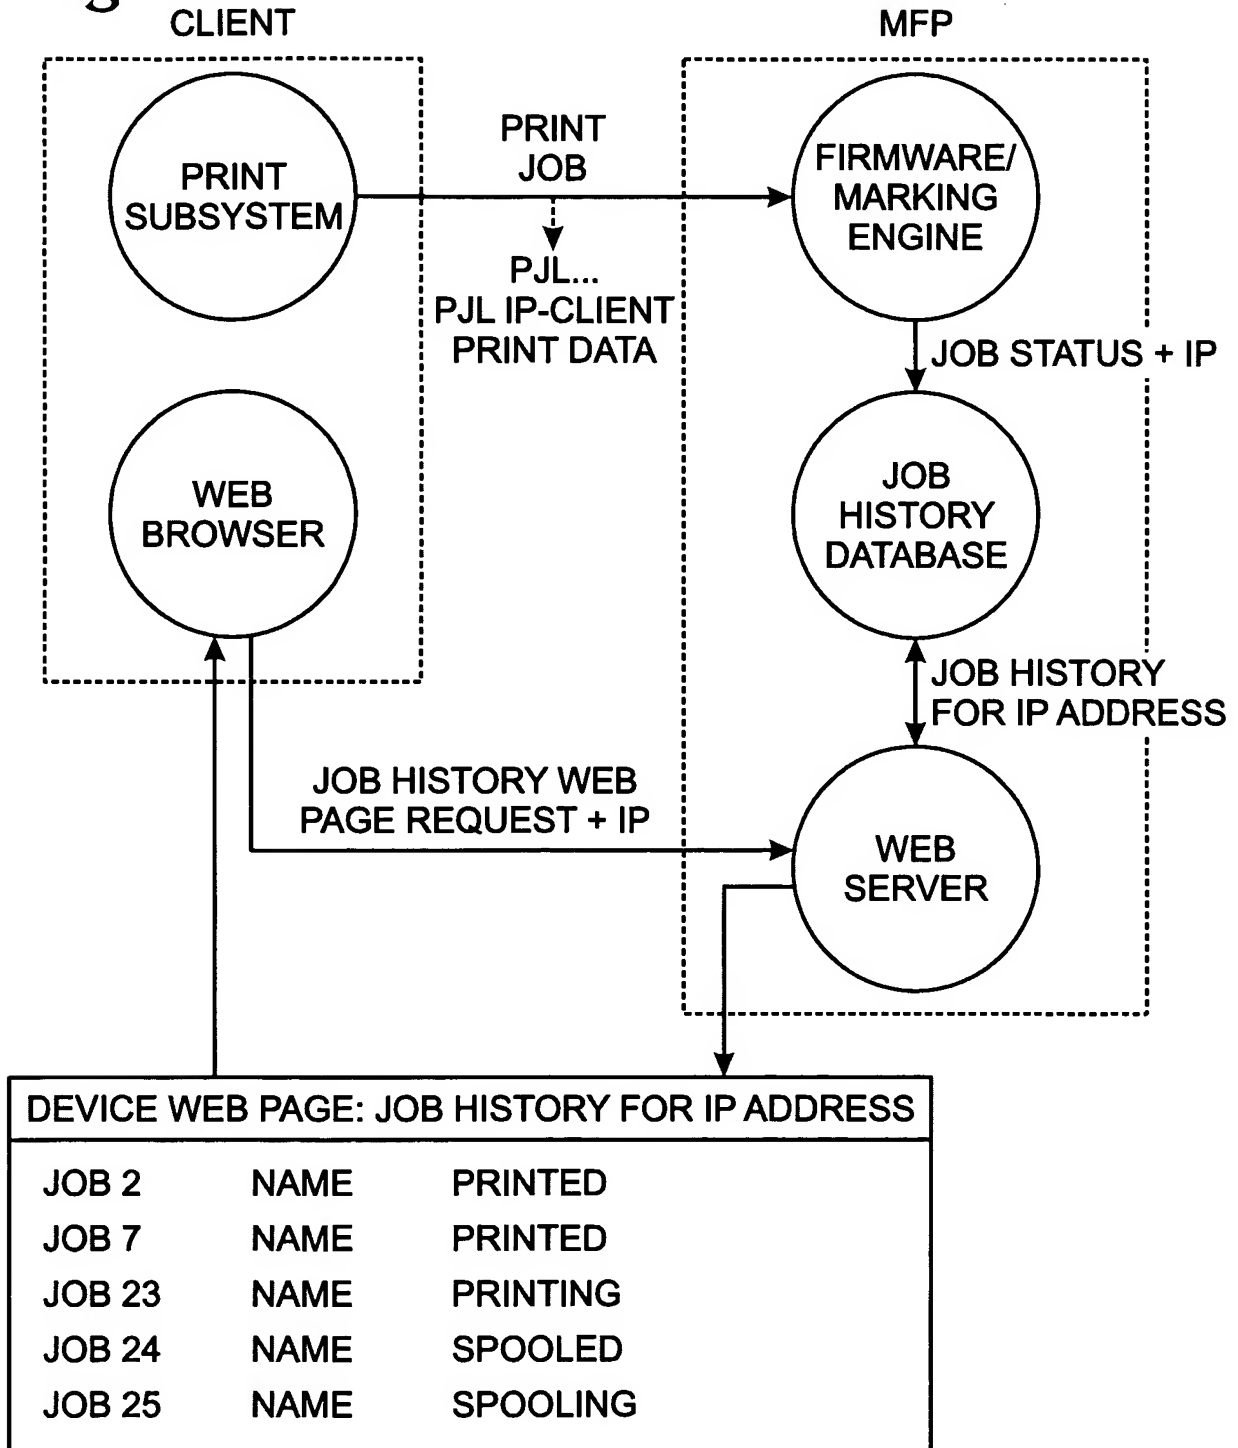 CLIENT
MFP
PRINT
SUBSYSTEM
PRINT
JOB
PJL...
PJL IP-CLIENT
PRINT DATA
FIRMWARE/
MARKING
ENGINE
JOB STATUS + IP
WEB
BROWSER
JOB
HISTORY
DATABASE
JOB HISTORY
FOR IP ADDRESS
JOB HISTORY WEB
PAGE REQUEST + IP
WEB
SERVER
DEVICE WEB PAGE: JOB HISTORY FOR IP ADDRESS
JOB 2 NAME PRINTED
JOB 7 NAME PRINTED
JOB 23 NAME PRINTING
JOB 24 NAME SPOOLED
JOB 25 NAME SPOOLING